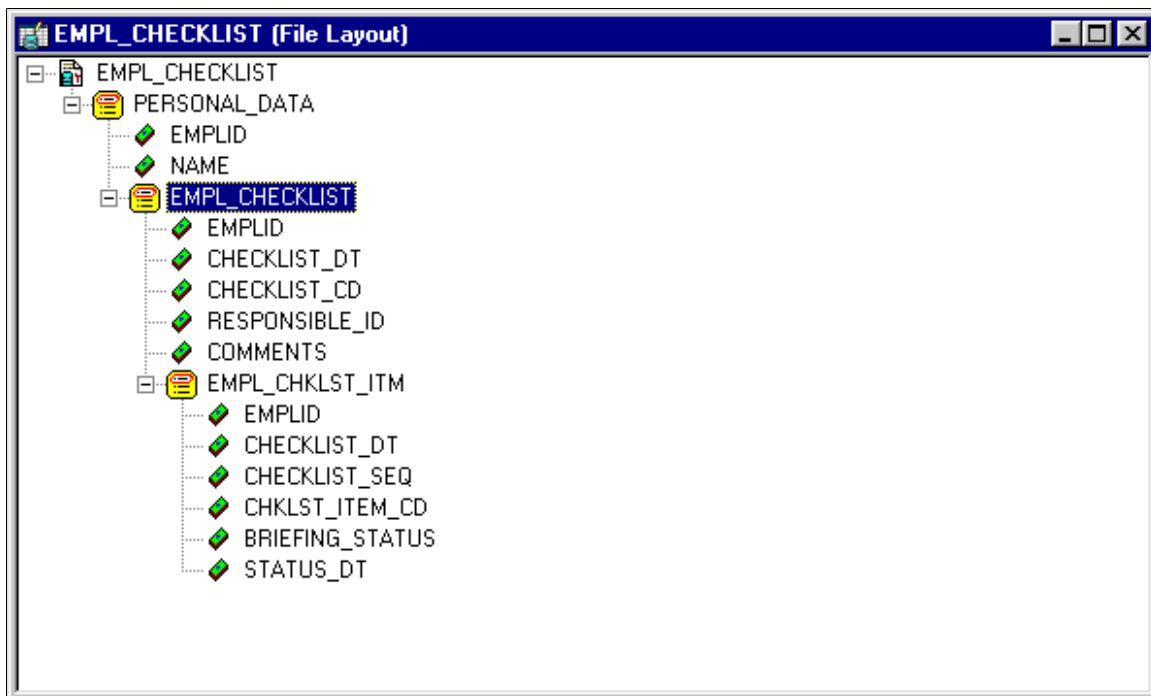 EMPL_CHECKLIST (File Layout)
EMPL_CHECKLIST
PERSONAL_DATA
EMPLID
NAME
EMPL_CHECKLIST
EMPLID
CHECKLIST_DT
CHECKLIST_CD
RESPONSIBLE_ID
COMMENTS
EMPL_CHKLST_ITM
EMPLID
CHECKLIST_DT
CHECKLIST_SEQ
CHKLST_ITEM_CD
BRIEFING_STATUS
STATUS_DT